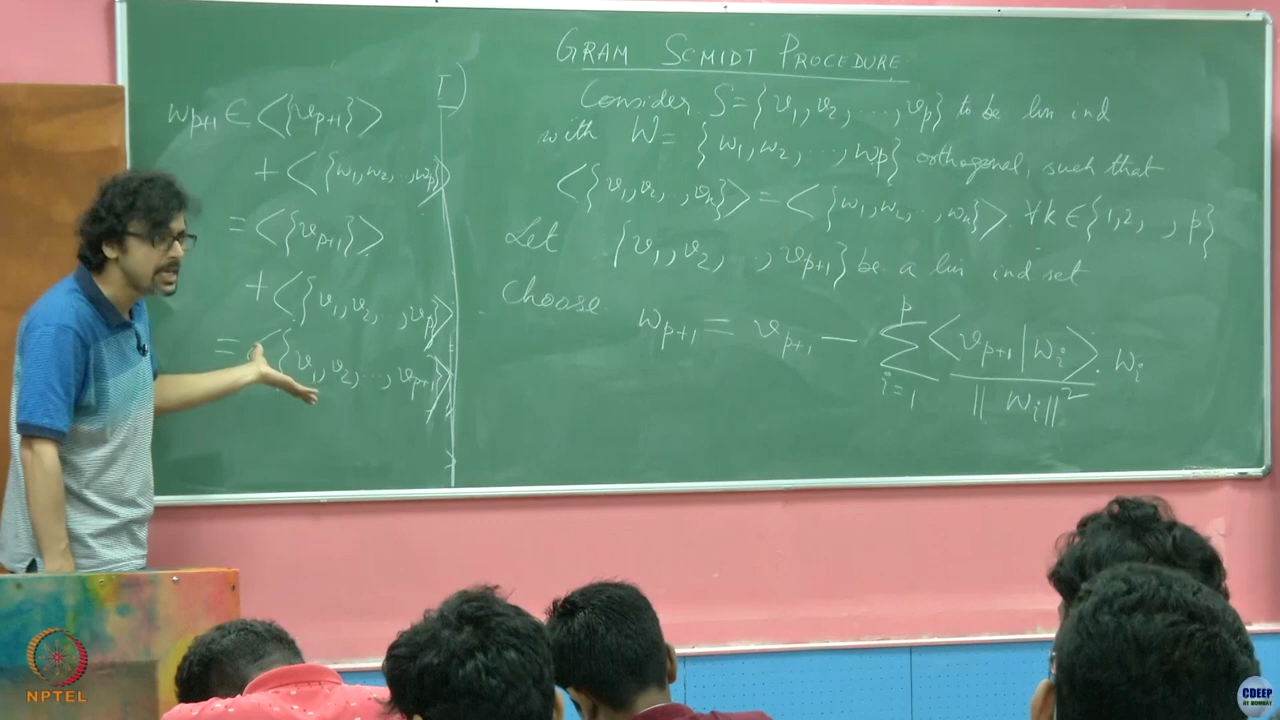 GRAM SCMIDT PROCEDURE
I)
Consider S = {v₁, v₂, ..., vₚ} to be lin ind
with W = {w₁, w₂, .., wₚ} orthogonal, such that
<{v₁, v₂, .., vₖ}> = <{w₁, w₂, .., wₖ}> ∀k ∈ {1, 2, , p}
Let {v₁, v₂, ., vₚ₊₁} be a lin ind set
Choose wₚ₊₁ = vₚ₊₁ − Σᵢ₌₁ᵖ <vₚ₊₁ | wᵢ> / ||wᵢ||² . wᵢ
wₚ₊₁ ∈ <{vₚ₊₁}>
+ <{w₁, w₂, .., wₚ}>
= <{vₚ₊₁}>
+ <{v₁, v₂, .., vₚ}>
= <{v₁, v₂, .., vₚ₊₁}>
NPTEL
CDEEP
IIT BOMBAY